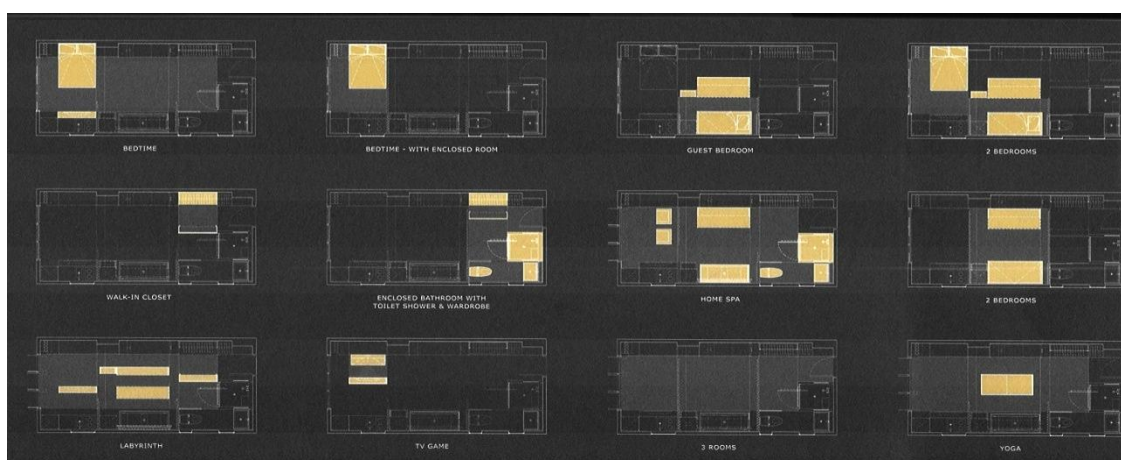 BEDTIME
BEDTIME - WITH ENCLOSED ROOM
GUEST BEDROOM
2 BEDROOMS
WALK-IN CLOSET
ENCLOSED BATHROOM WITH
TOILET SHOWER & WARDROBE
HOME SPA
2 BEDROOMS
LABYRINTH
TV GAME
3 ROOMS
YOGA